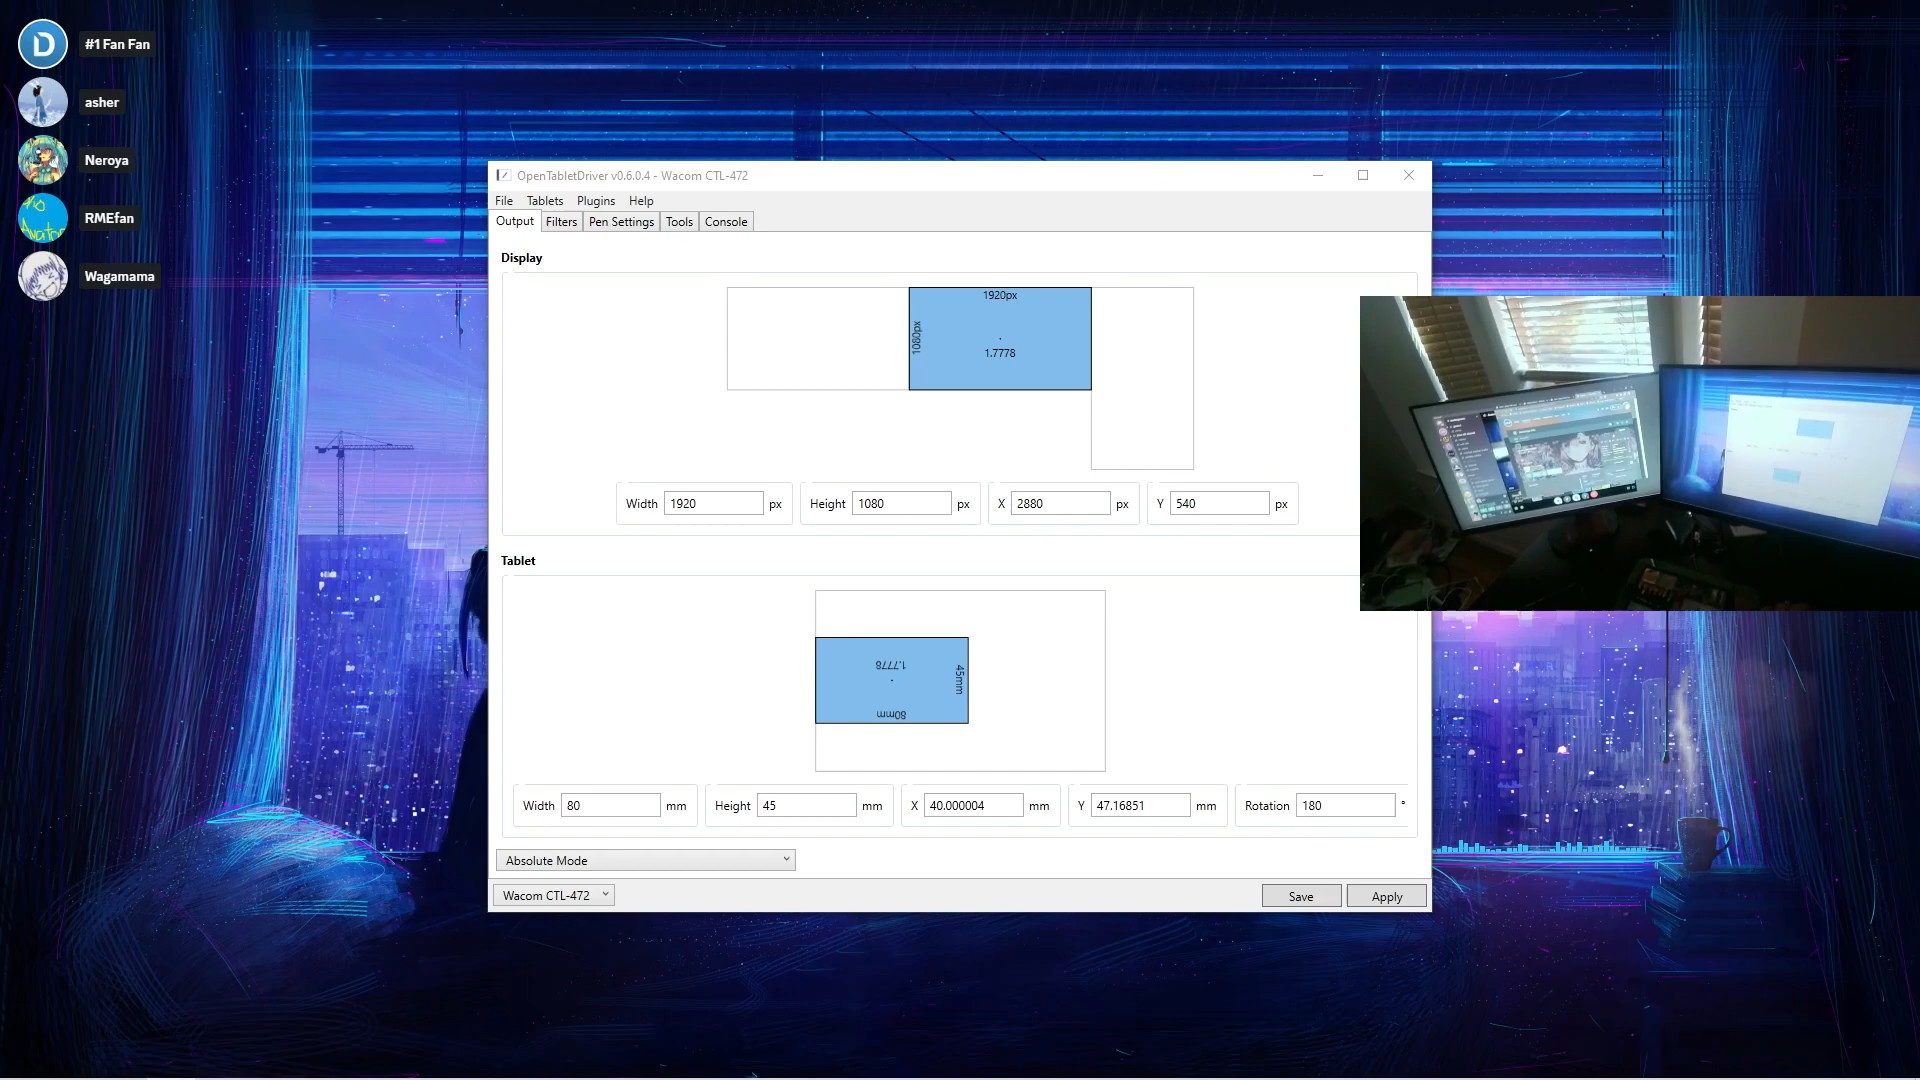 D
#1 Fan Fan
asher
Neroya
no
RMEfan
Wagamama
OpenTabletDriver v0.6.0.4 - Wacom CTL-472
File Tablets Plugins Help
Output Filters Pen Settings Tools Console
Display
1920px
1080px
1.7778
Width 1920 px Height 1080 px X 2880 px Y 540 px
Tablet
1.7778
45mm
80mm
Width 80 mm Height 45 mm X 40.000004 mm Y 47.16851 mm Rotation 180 °
Absolute Mode
Wacom CTL-472 Save Apply